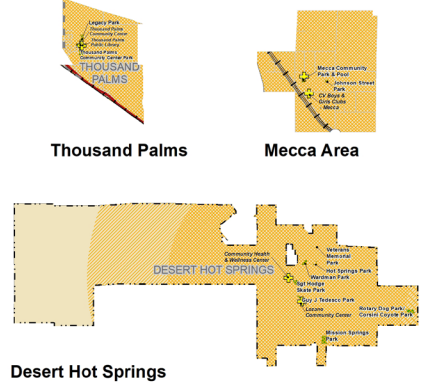 Legacy Park
Thousand Palms
Community Center
Thousand Palms
Public Library
Thousand Palms
Community Center Park
THOUSAND
PALMS
Thousand Palms
Mecca Community
Park & Pool
Johnson Street
Park
CV Boys &
Girls Clubs
- Mecca
Mecca Area
Community Health
& Wellness Center
DESERT HOT SPRINGS
Veterans
Memorial
Park
Hot Springs Park
Wardman Park
Sgt Hodge
Skate Park
Guy J. Tedesco Park
Lozano
Community Center
Rotary Dog Park/
Corsini Coyote Park
Mission Springs
Park
Desert Hot Springs